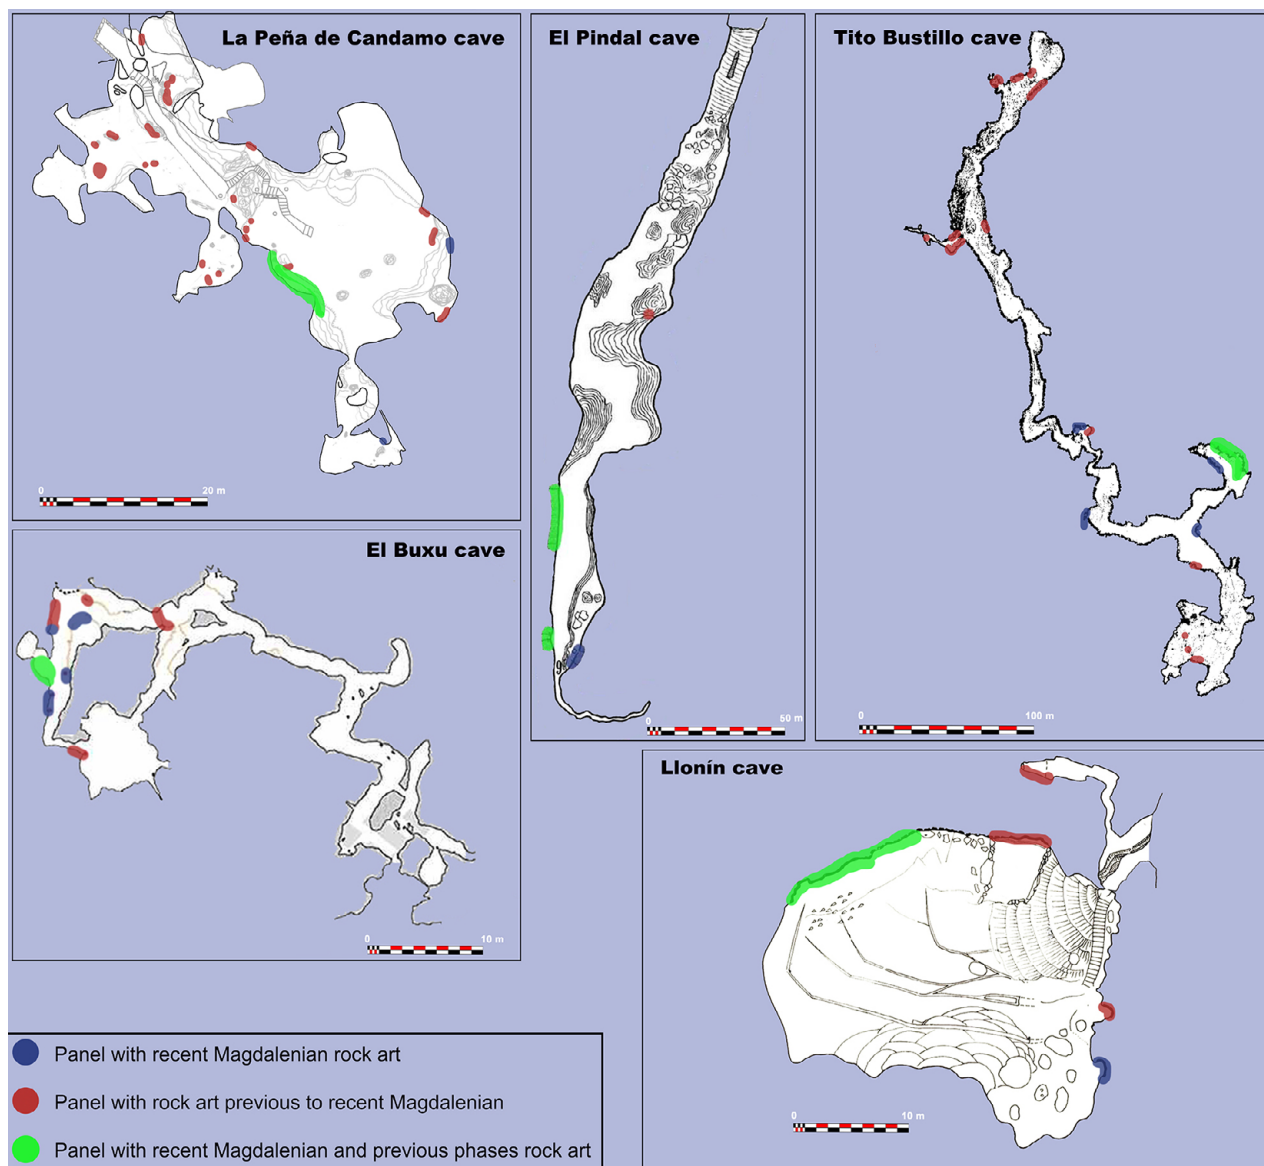 La Peña de Candamo cave
El Pindal cave
Tito Bustillo cave
0 20 m
El Buxu cave
0 50 m
0 100 m
Llonín cave
0 10 m
0 10 m
Panel with recent Magdalenian rock art
Panel with rock art previous to recent Magdalenian
Panel with recent Magdalenian and previous phases rock art